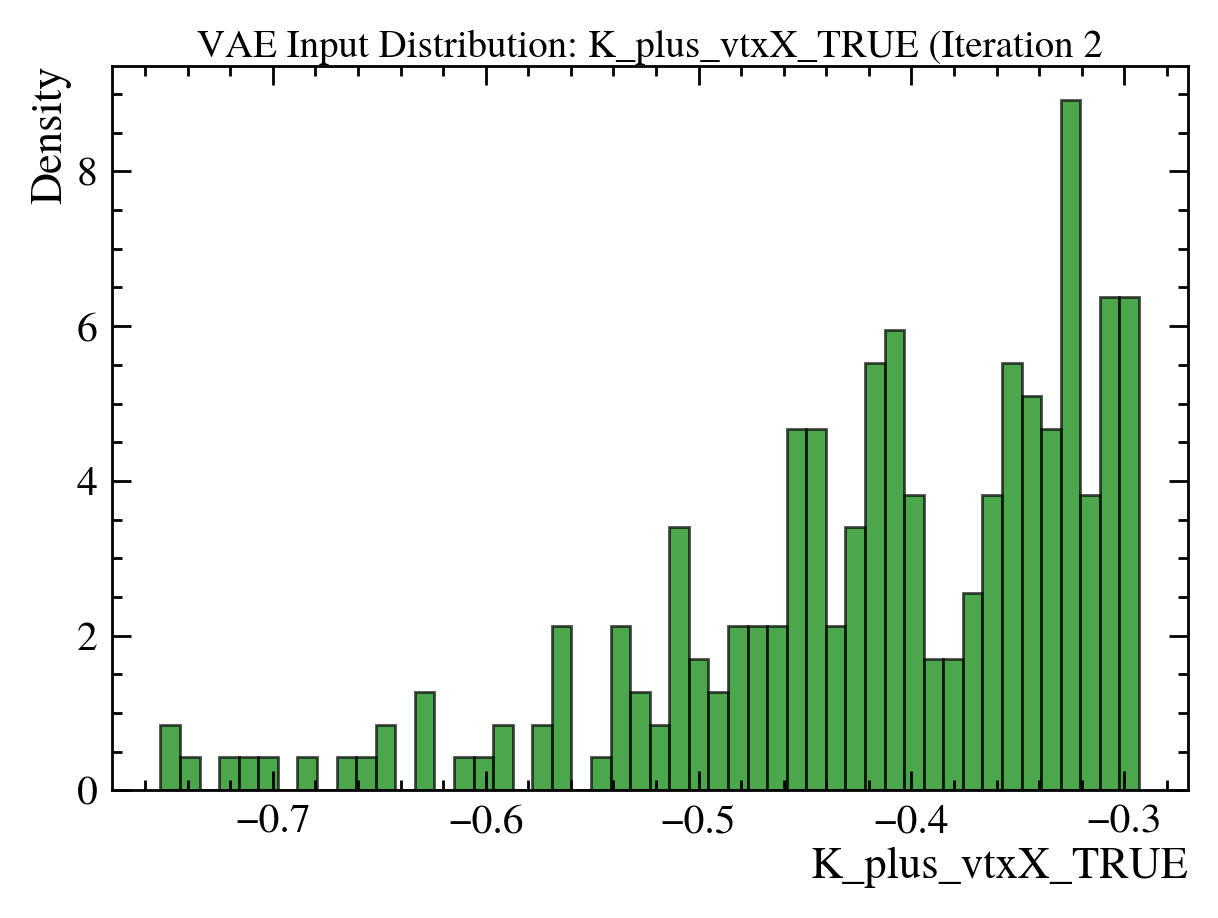 VAE Input Distribution: K_plus_vtxX_TRUE (Iteration 2
Density
8
6
4
2
0
−0.7 −0.6 −0.5 −0.4 −0.3
K_plus_vtxX_TRUE